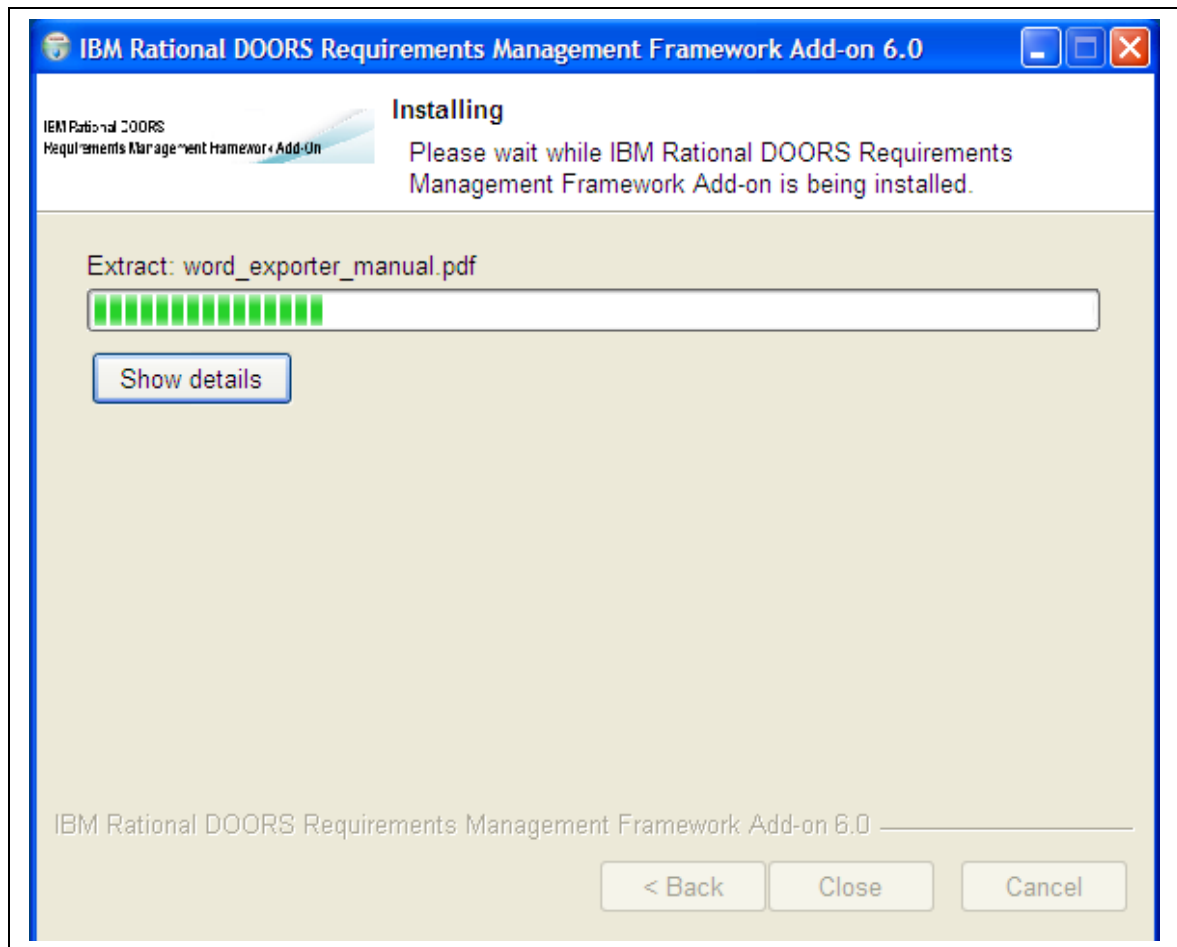 IBM Rational DOORS Requirements Management Framework Add-on 6.0
IBM Rational DOORS
Requirements Management Framework Add-On
Installing
Please wait while IBM Rational DOORS Requirements
Management Framework Add-on is being installed.
Extract: word_exporter_manual.pdf
Show details
IBM Rational DOORS Requirements Management Framework Add-on 6.0
< Back
Close
Cancel